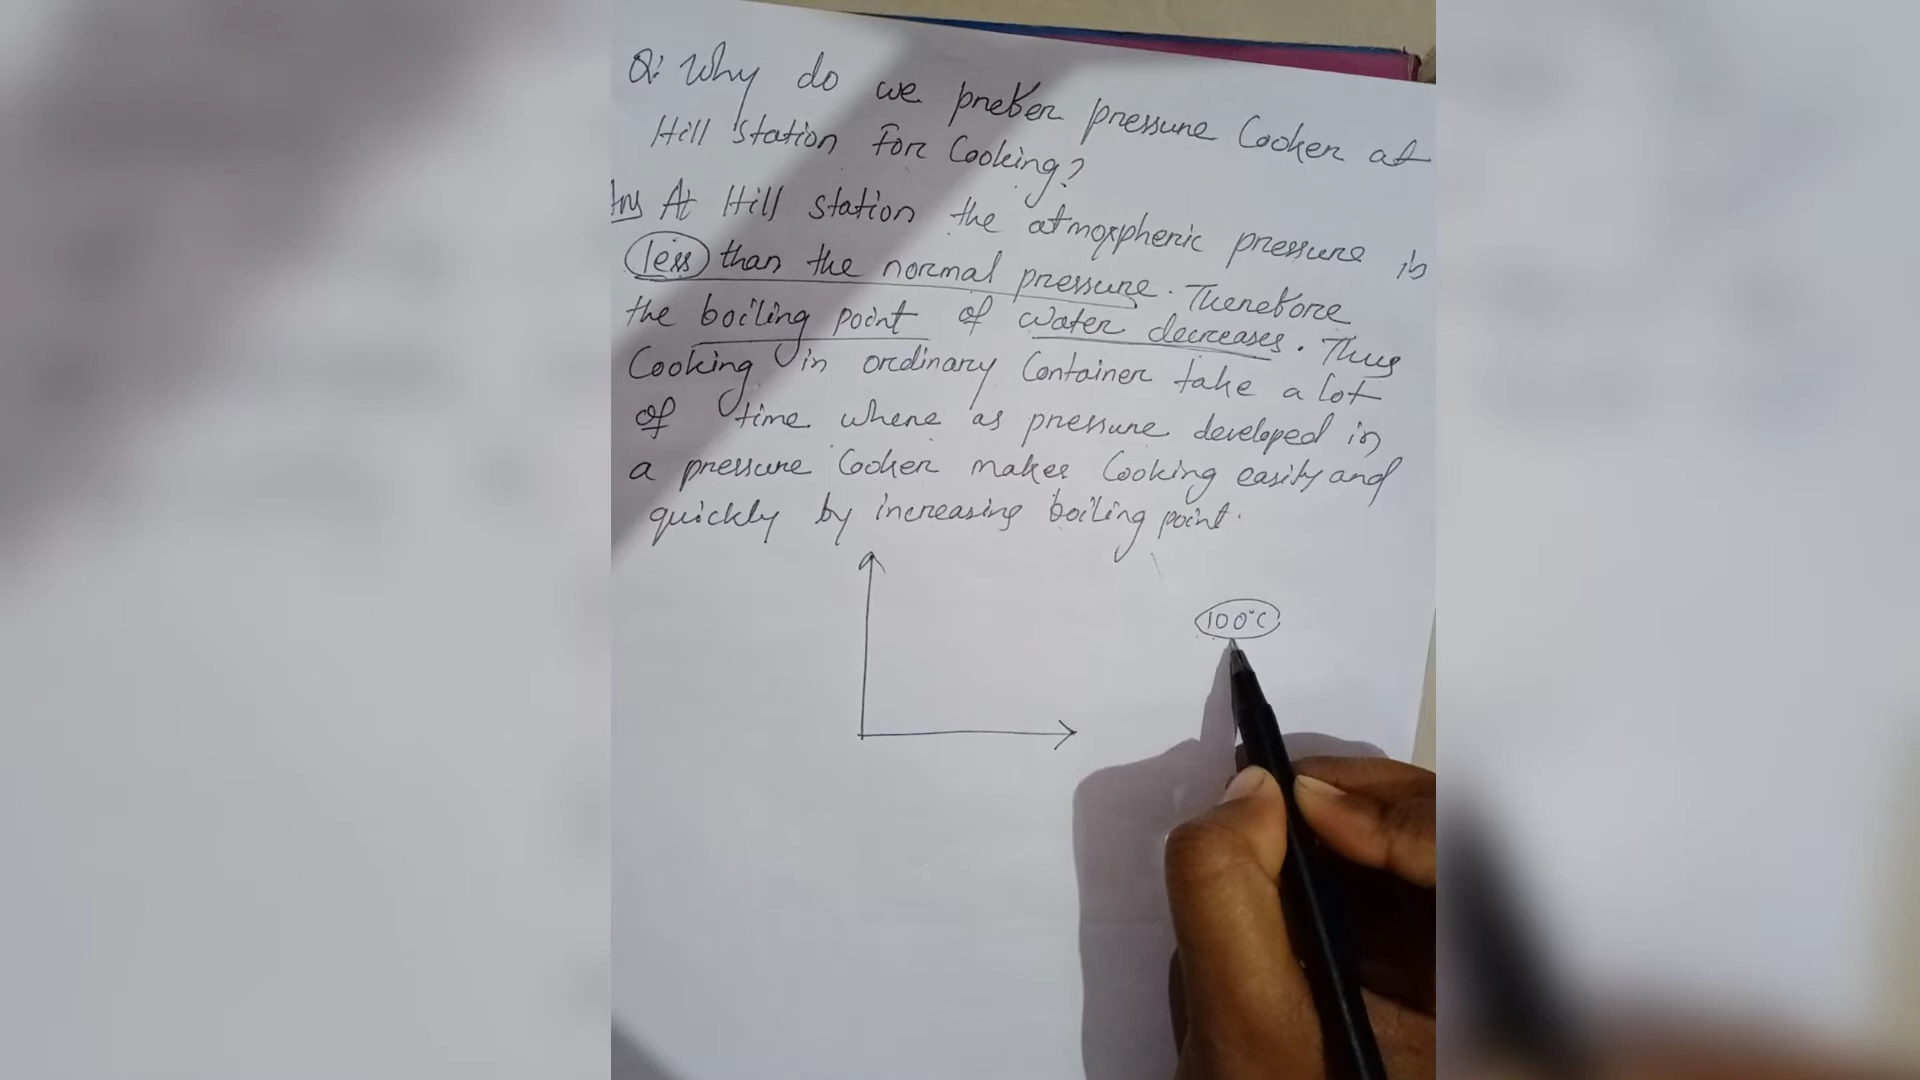 Q: Why do we prefer pressure Cooker at
Hill station For Cooking?
Ans At Hill station the atmospheric pressure is
less than the normal pressure. Therefore
the boiling point of water decreases. Thus
Cooking in ordinary Container take a lot
of time where as pressure developed in
a pressure Cooker makes Cooking easily and
quickly by increasing boiling point.
100°C